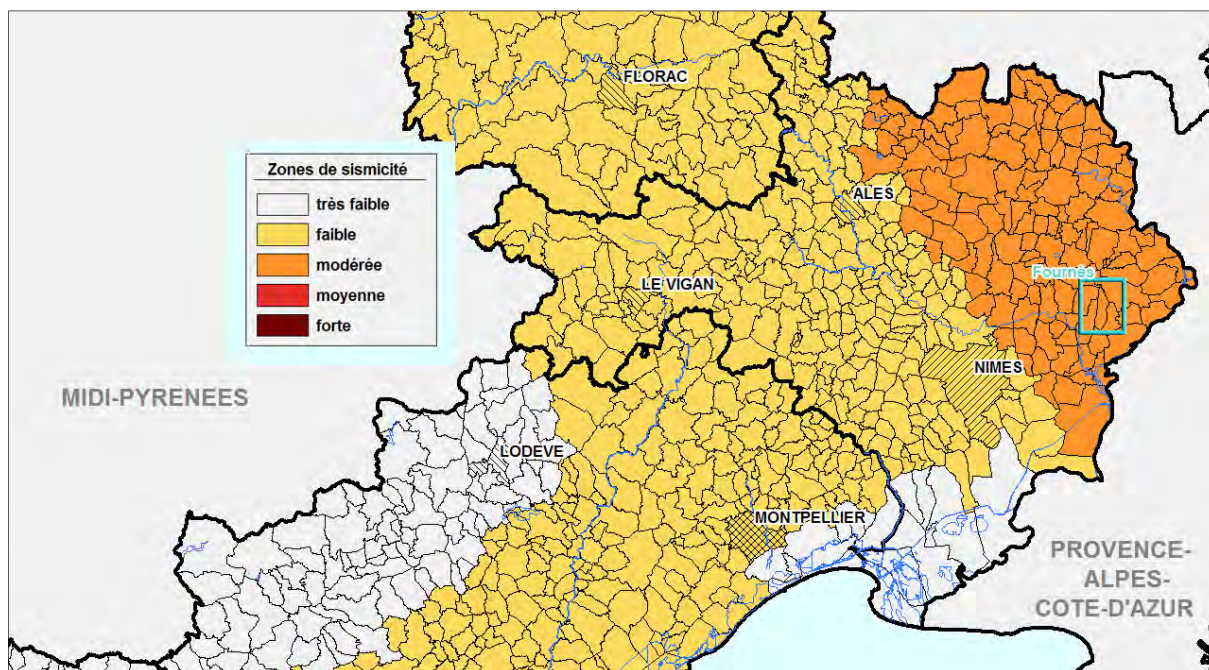 FLORAC
Zones de sismicité
très faible
faible
modérée
moyenne
forte
ALES
Fournès
LE VIGAN
NIMES
MIDI-PYRENEES
LODEVE
MONTPELLIER
PROVENCE-
ALPES-
COTE-D'AZUR